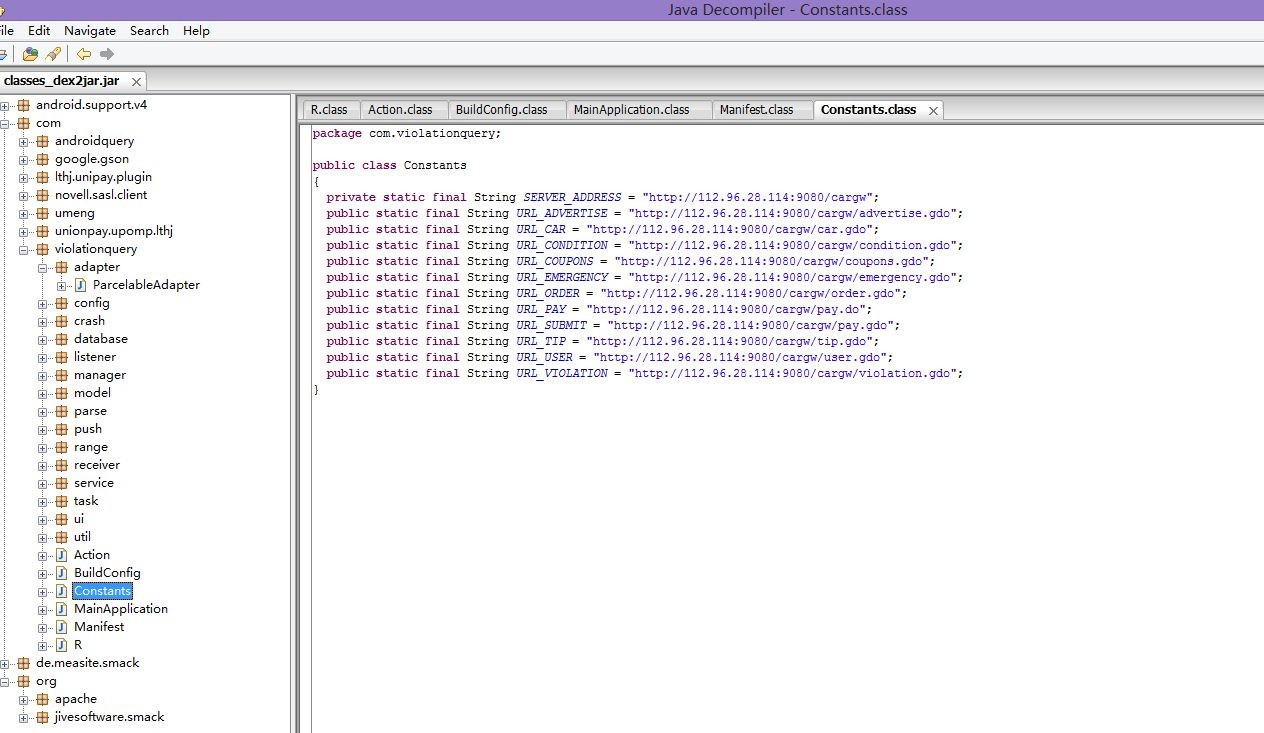 Java Decompiler - Constants.class
ile Edit Navigate Search Help
classes_dex2jar.jar
android.support.v4
com
androidquery
google.gson
lthj.unipay.plugin
novell.sasl.client
umeng
unionpay.upomp.lthj
violationquery
adapter
ParcelableAdapter
config
crash
database
listener
manager
model
parse
push
range
receiver
service
task
ui
util
Action
BuildConfig
Constants
MainApplication
Manifest
R
de.measite.smack
org
apache
jivesoftware.smack
R.class Action.class BuildConfig.class MainApplication.class Manifest.class Constants.class
package com.violationquery;
public class Constants
{
private static final String SERVER_ADDRESS = "http://112.96.28.114:9080/cargw";
public static final String URL_ADVERTISE = "http://112.96.28.114:9080/cargw/advertise.gdo";
public static final String URL_CAR = "http://112.96.28.114:9080/cargw/car.gdo";
public static final String URL_CONDITION = "http://112.96.28.114:9080/cargw/condition.gdo";
public static final String URL_COUPONS = "http://112.96.28.114:9080/cargw/coupons.gdo";
public static final String URL_EMERGENCY = "http://112.96.28.114:9080/cargw/emergency.gdo";
public static final String URL_ORDER = "http://112.96.28.114:9080/cargw/order.gdo";
public static final String URL_PAY = "http://112.96.28.114:9080/cargw/pay.do";
public static final String URL_SUBMIT = "http://112.96.28.114:9080/cargw/pay.gdo";
public static final String URL_TIP = "http://112.96.28.114:9080/cargw/tip.gdo";
public static final String URL_USER = "http://112.96.28.114:9080/cargw/user.gdo";
public static final String URL_VIOLATION = "http://112.96.28.114:9080/cargw/violation.gdo";
}